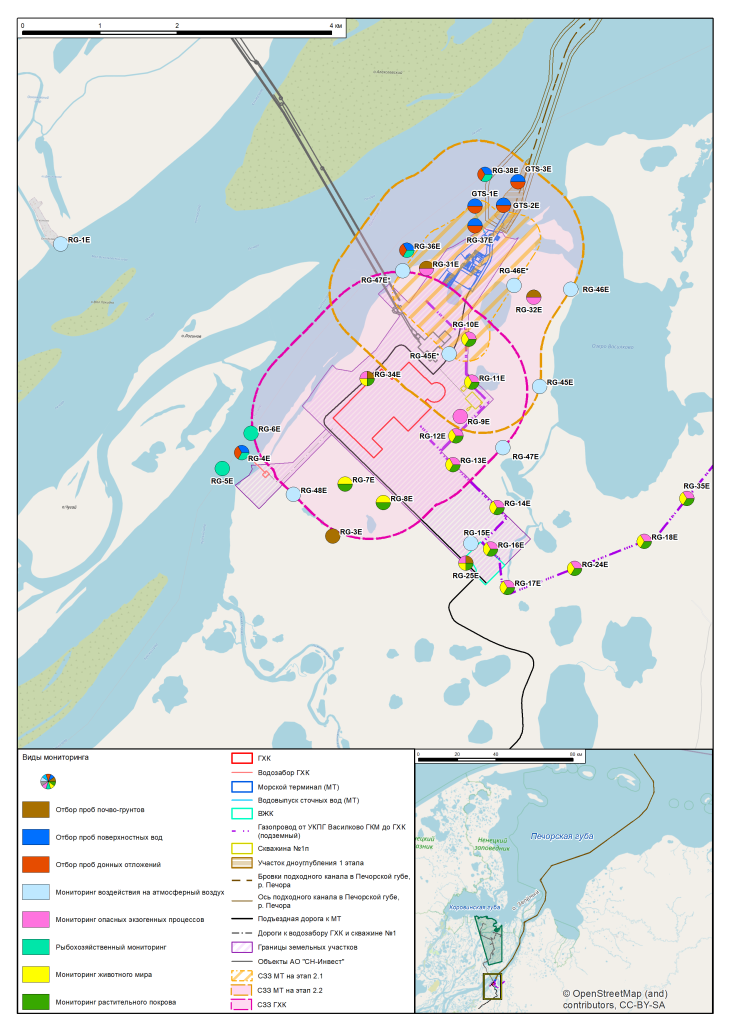 0 1 2 4 км
о.Алексеевский
RG-38E
GTS-3E
GTS-1E
GTS-2E
RG-1E
RG-37E
RG-36E
RG-31E
RG-47E*
RG-46E*
RG-46E
RG-32E
RG-10E
RG-45E*
RG-34E
RG-11E
RG-45E
RG-9E
RG-6E
RG-12E
RG-4E
RG-47E
RG-13E
RG-5E
RG-7E
RG-35E
RG-48E
RG-8E
RG-14E
RG-3E
RG-15E
RG-18E
RG-16E
RG-24E
RG-25E
RG-17E
Виды мониторинга
Отбор проб почво-грунтов
Отбор проб поверхностных вод
Отбор проб донных отложений
Мониторинг воздействия на атмосферный воздух
Мониторинг опасных экзогенных процессов
Рыбохозяйственный мониторинг
Мониторинг животного мира
Мониторинг растительного покрова
ГХК
Водозабор ГХК
Морской терминал (МТ)
Водовыпуск сточных вод (МТ)
ВЖК
Газопровод от УКПГ Василково ГКМ до ГХК
(подземный)
Скважина №1п
Участок дноуглубления 1 этапа
Бровки подходного канала в Печорской губе,
р. Печора
Ось подходного канала в Печорской губе,
р. Печора
Подъездная дорога к МТ
Дороги к водозабору ГХК и скважине №1
Границы земельных участков
Объекты АО "СН-Инвест"
СЗЗ МТ на этапе 2.1
СЗЗ МТ на этапе 2.2
СЗЗ ГХК
0 20 40 80 км
Печорская губа
Ненецкий
заповедник
Коровинская губа
© OpenStreetMap (and)
contributors, CC-BY-SA